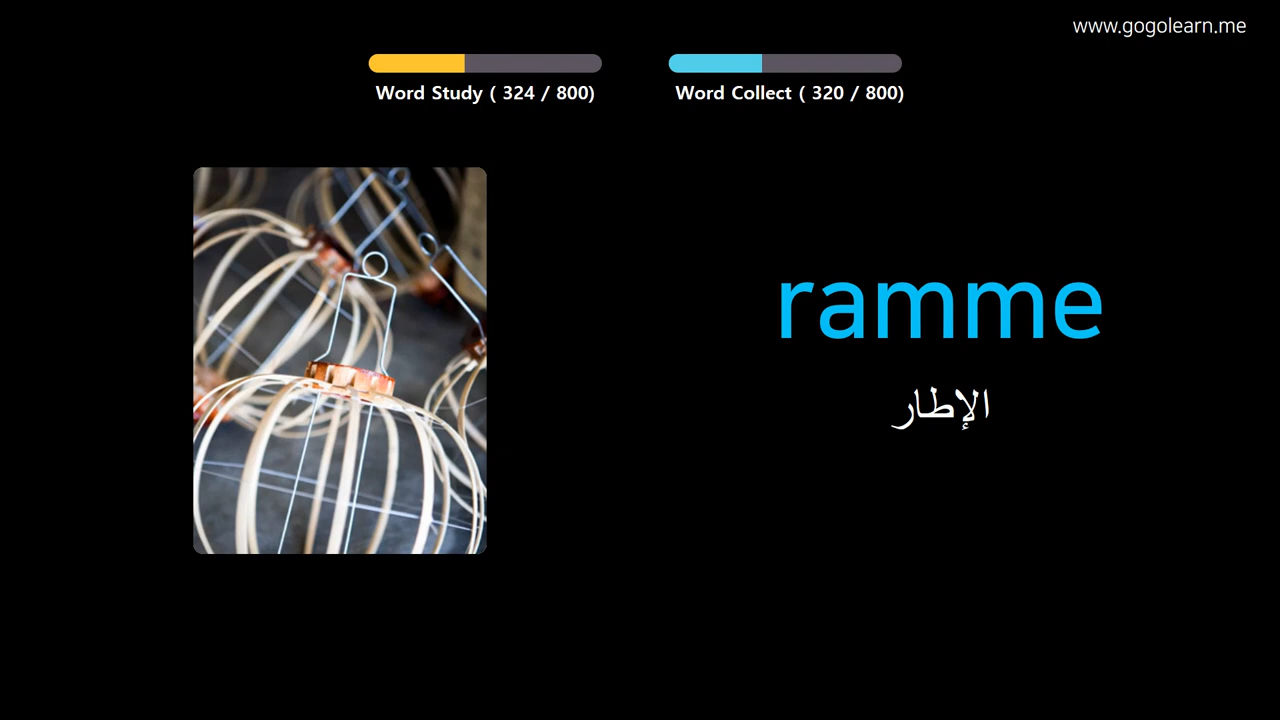 www.gogolearn.me
Word Study ( 324 / 800)
Word Collect ( 320 / 800)
ramme
الإطار